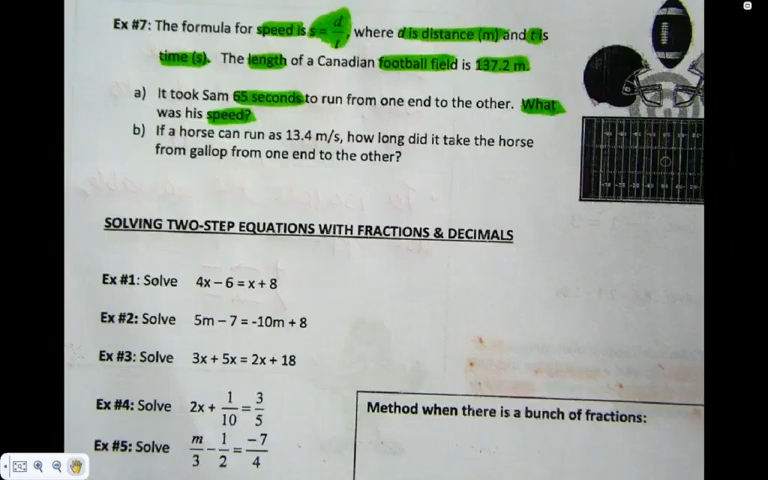 Ex #7: The formula for speed is s = d/t, where d is distance (m) and t is
time (s). The length of a Canadian football field is 137.2 m.
a) It took Sam 65 seconds to run from one end to the other. What
was his speed?
b) If a horse can run as 13.4 m/s, how long did it take the horse
from gallop from one end to the other?
SOLVING TWO-STEP EQUATIONS WITH FRACTIONS & DECIMALS
Ex #1: Solve 4x – 6 = x + 8
Ex #2: Solve 5m – 7 = -10m + 8
Ex #3: Solve 3x + 5x = 2x + 18
Ex #4: Solve 2x + 1/10 = 3/5
Method when there is a bunch of fractions:
Ex #5: Solve m/3 – 1/2 = –7/4